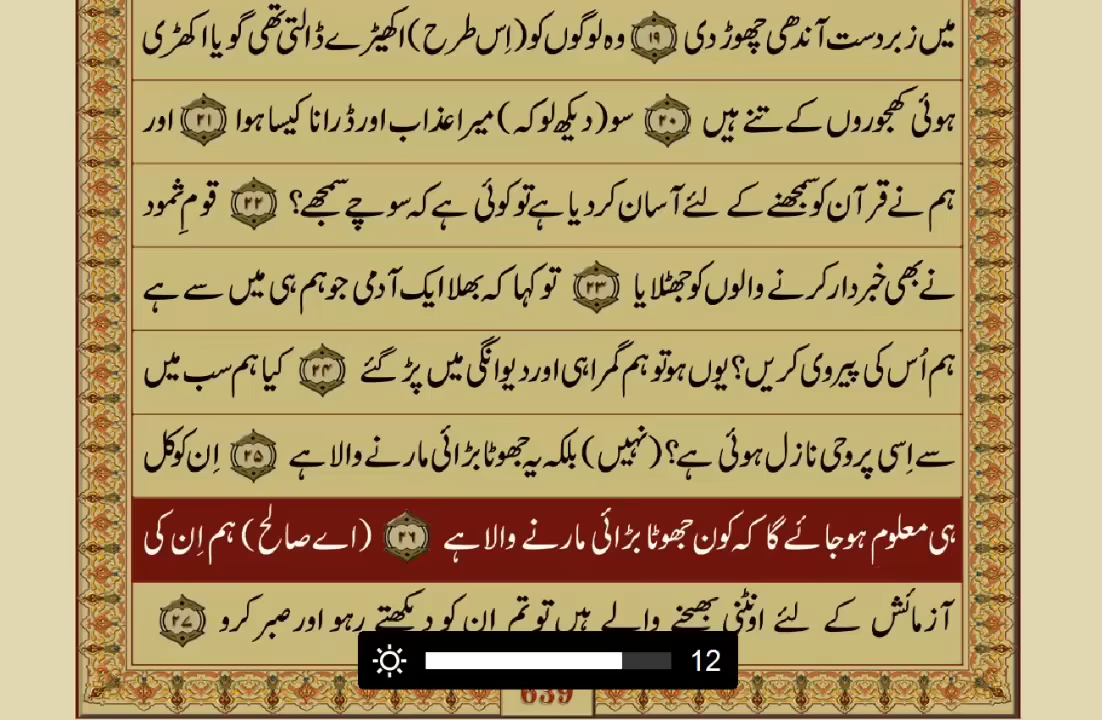 میں زبردست آندھی چھوڑ دی ۱۹ وہ لوگوں کو (اِس طرح) اکھیڑے ڈالتی تھی گویا اکھڑی
ہوئی کھجوروں کے تنے ہیں ۲۰ سو (دیکھ لو کہ) میرا عذاب اور ڈرانا کیسا ہوا ۲۱ اور
ہم نے قرآن کو سمجھنے کے لئے آسان کر دیا ہے تو کوئی ہے کہ سوچے سمجھے؟ ۲۲ قومِ ثمود
نے بھی خبردار کرنے والوں کو جھٹلایا ۲۳ تو کہا کہ بھلا ایک آدمی جو ہم ہی میں سے ہے
ہم اُس کی پیروی کریں؟ یوں ہو تو ہم گمراہی اور دیوانگی میں پڑ گئے ۲۴ کیا ہم سب میں
سے اِسی پر وحی نازل ہوئی ہے؟ (نہیں) بلکہ یہ جھوٹا بڑائی مارنے والا ہے ۲۵ اِن کو کل
ہی معلوم ہو جائے گا کہ کون جھوٹا بڑائی مارنے والا ہے ۲۶ (اے صالح) ہم اِن کی
آزمائش کے لئے اونٹنی بھیجنے والے ہیں تو تم ان کو دیکھتے رہو اور صبر کرو ۲۷
12
639